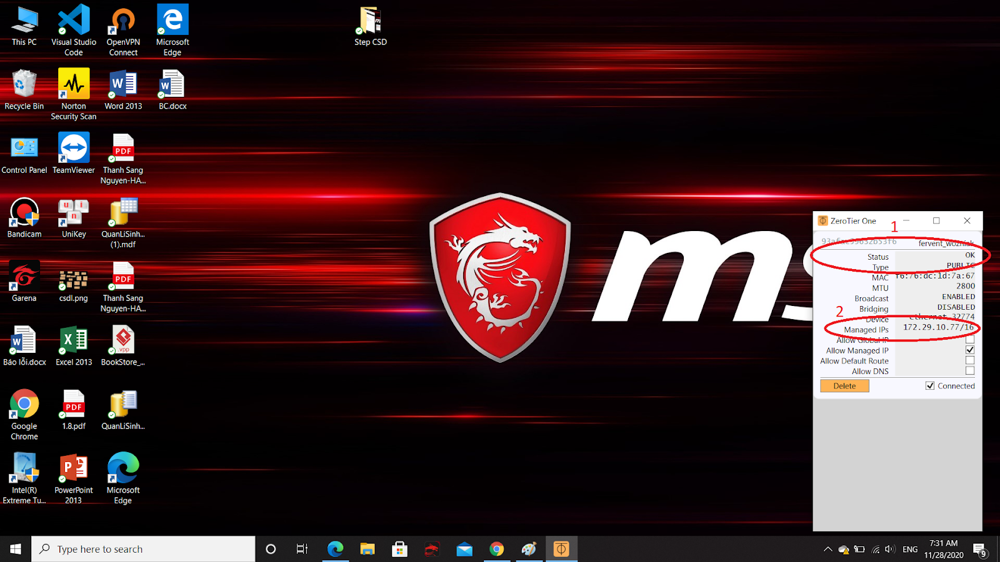 This PC
Visual Studio
Code
OpenVPN
Connect
Microsoft
Edge
Step CSD
Recycle Bin
Norton
Security Scan
Word 2013
BC.docx
Control Panel
TeamViewer
PDF
Thanh Sang
Nguyen-HA...
Bandicam
u i n
UniKey
QuanLiSinh...
(1).mdf
Garena
csdl.png
PDF
Thanh Sang
Nguyen-HA...
Báo lỗi.docx
Excel 2013
.vpp
BookStore_...
Google
Chrome
PDF
1.8.pdf
QuanLiSinh...
Intel(R)
Extreme Tu...
PowerPoint
2013
Microsoft
Edge
ZeroTier One
1
fervent_wozniak
Status OK
Type PUBLIC
MAC f6:76:dc:1d:7a:67
MTU 2800
Broadcast ENABLED
Bridging DISABLED
2
Device ethernet_32774
Managed IPs 172.29.10.77/16
Allow Global IP
Allow Managed IP
Allow Default Route
Allow DNS
Delete Connected
Type here to search
ENG
7:31 AM
11/28/2020
9